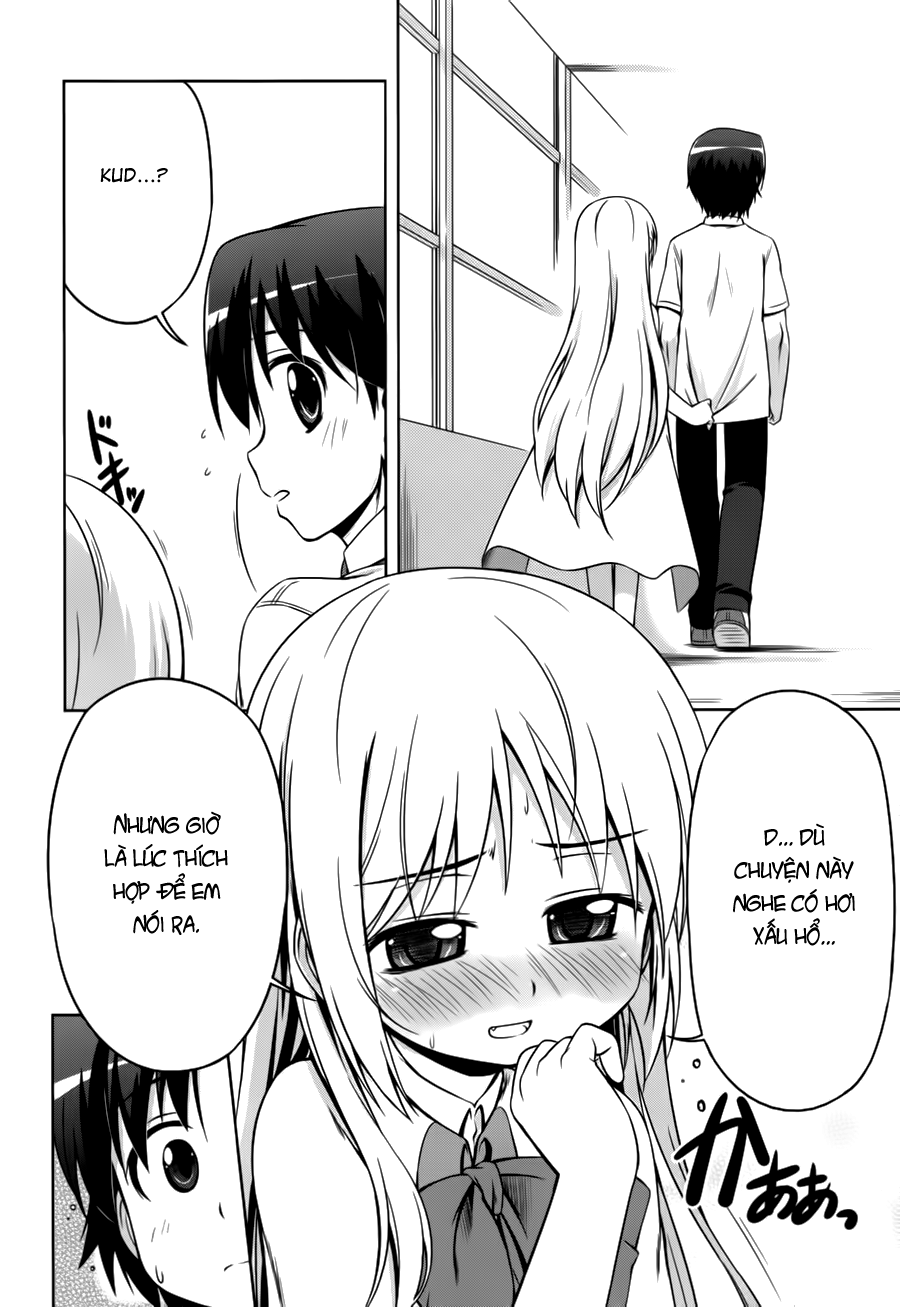 KUD...?
ドキッ
D... DÙ
CHUYỆN NÀY
NGHE CÓ HƠI
XẤU HỔ...
NHƯNG GIỜ
LÀ LÚC THÍCH
HỢP ĐỂ EM
NÓI RA.
かああっ